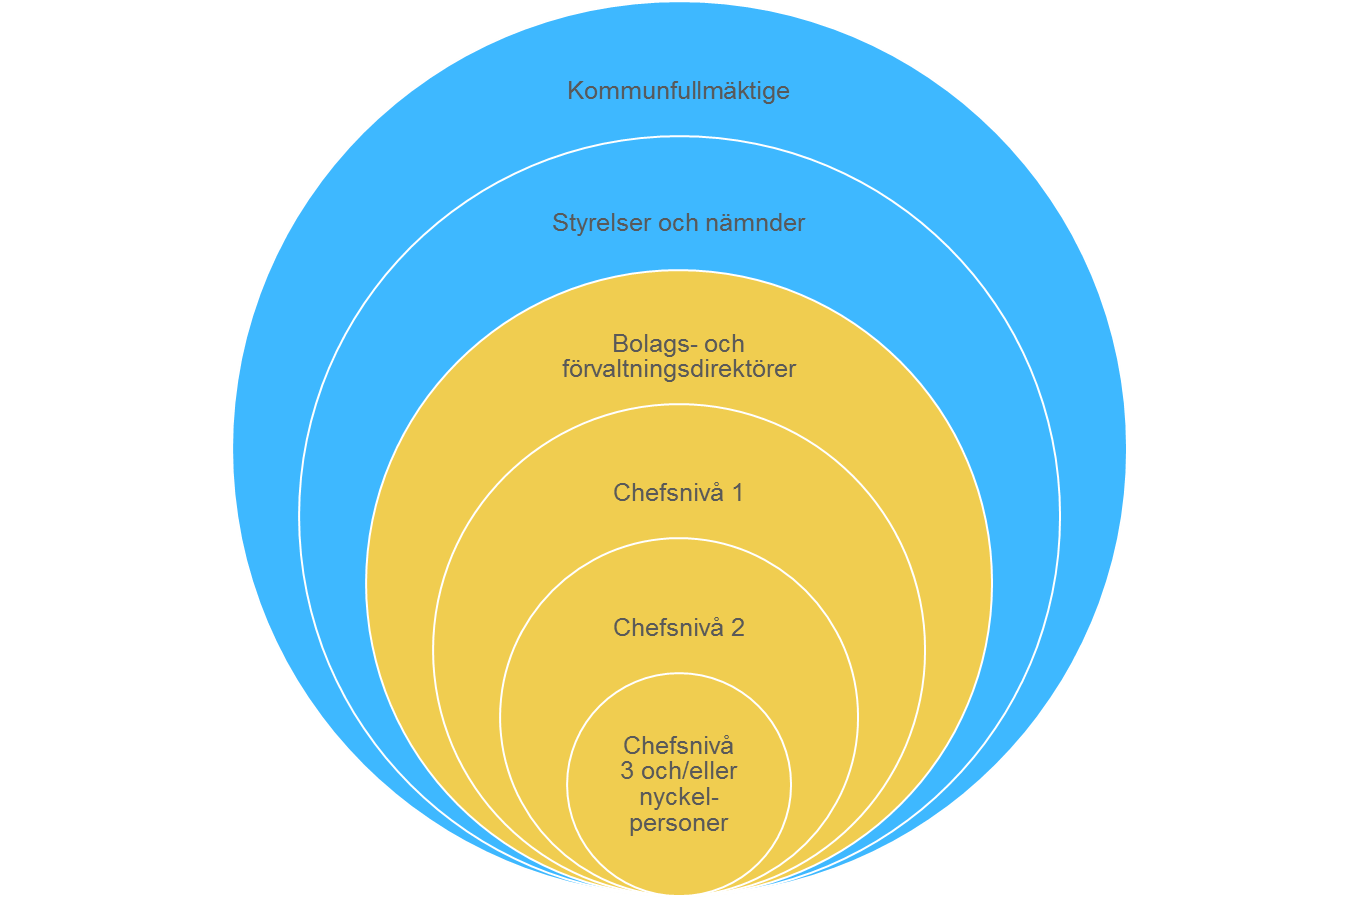 Kommunfullmäktige
Styrelser och nämnder
Bolags- och
förvaltningsdirektörer
Chefsnivå 1
Chefsnivå 2
Chefsnivå
3 och/eller
nyckel-
personer